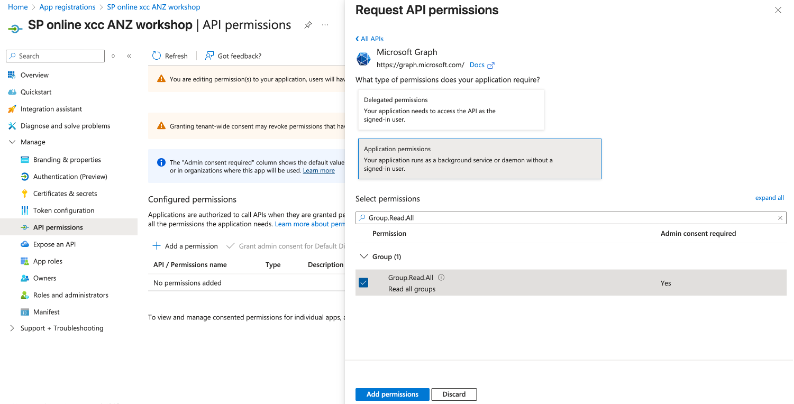 Home > App registrations > SP online xcc ANZ workshop
SP online xcc ANZ workshop | API permissions
Search
Overview
Quickstart
Integration assistant
Diagnose and solve problems
Manage
Branding & properties
Authentication (Preview)
Certificates & secrets
Token configuration
API permissions
Expose an API
App roles
Owners
Roles and administrators
Manifest
Support + Troubleshooting
Refresh
Got feedback?
You are editing permission(s) to your application, users will hav
Granting tenant-wide consent may revoke permissions that hav
The "Admin consent required" column shows the default value
or in organizations where this app will be used. Learn more
Configured permissions
Applications are authorized to call APIs when they are granted pe
all the permissions the application needs. Learn more about perm
Add a permission
Grant admin consent for Default Di
API / Permissions name Type Description
No permissions added
To view and manage consented permissions for individual apps,
Request API permissions
All APIs
Microsoft Graph
https://graph.microsoft.com/ Docs
What type of permissions does your application require?
Delegated permissions
Your application needs to access the API as the
signed-in user.
Application permissions
Your application runs as a background service or daemon without a
signed-in user.
Select permissions
expand all
Group.Read.All
Permission Admin consent required
Group (1)
Group.Read.All
Read all groups
Yes
Add permissions
Discard